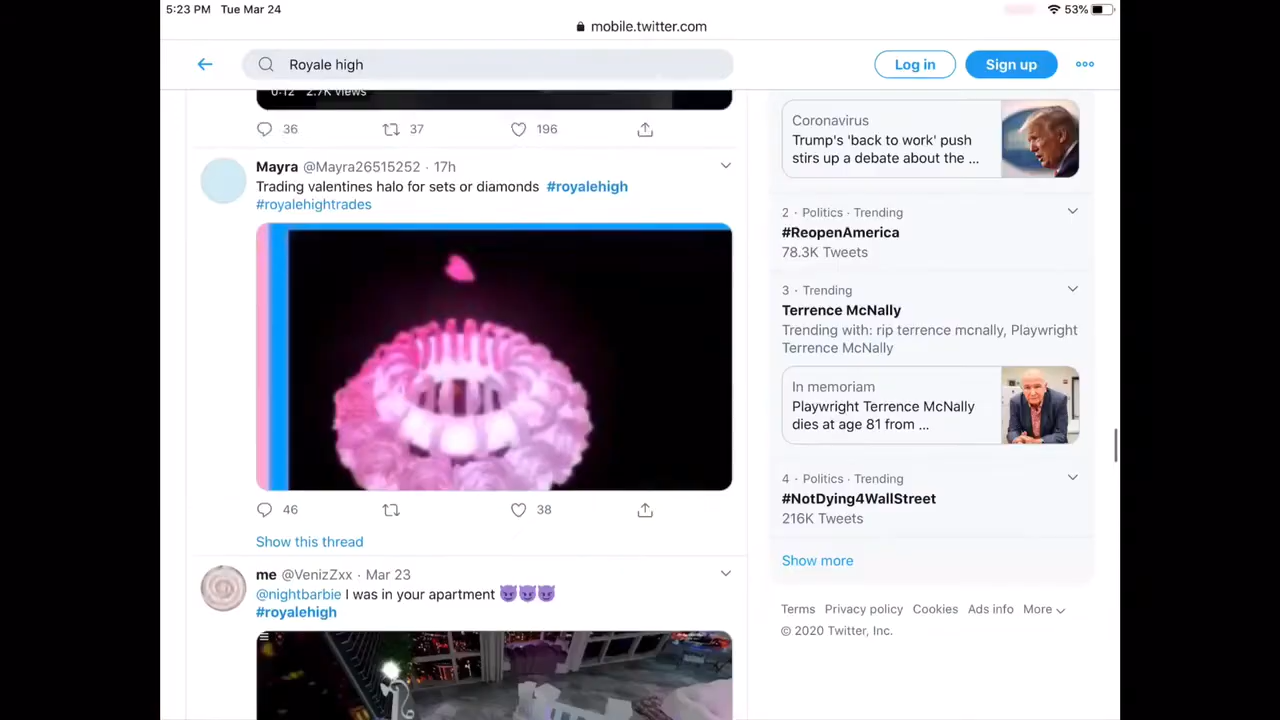 5:23 PM Tue Mar 24
53%
mobile.twitter.com
Royale high
Log in
Sign up
0:12 2.7K views
36
37
196
Mayra @Mayra26515252 · 17h
Trading valentines halo for sets or diamonds #royalehigh
#royalehightrades
46
38
Show this thread
me @VenizZxx · Mar 23
@nightbarbie I was in your apartment 😈😈😈
#royalehigh
Coronavirus
Trump's 'back to work' push
stirs up a debate about the ...
2 · Politics · Trending
#ReopenAmerica
78.3K Tweets
3 · Trending
Terrence McNally
Trending with: rip terrence mcnally, Playwright
Terrence McNally
In memoriam
Playwright Terrence McNally
dies at age 81 from ...
4 · Politics · Trending
#NotDying4WallStreet
216K Tweets
Show more
Terms Privacy policy Cookies Ads info More
© 2020 Twitter, Inc.